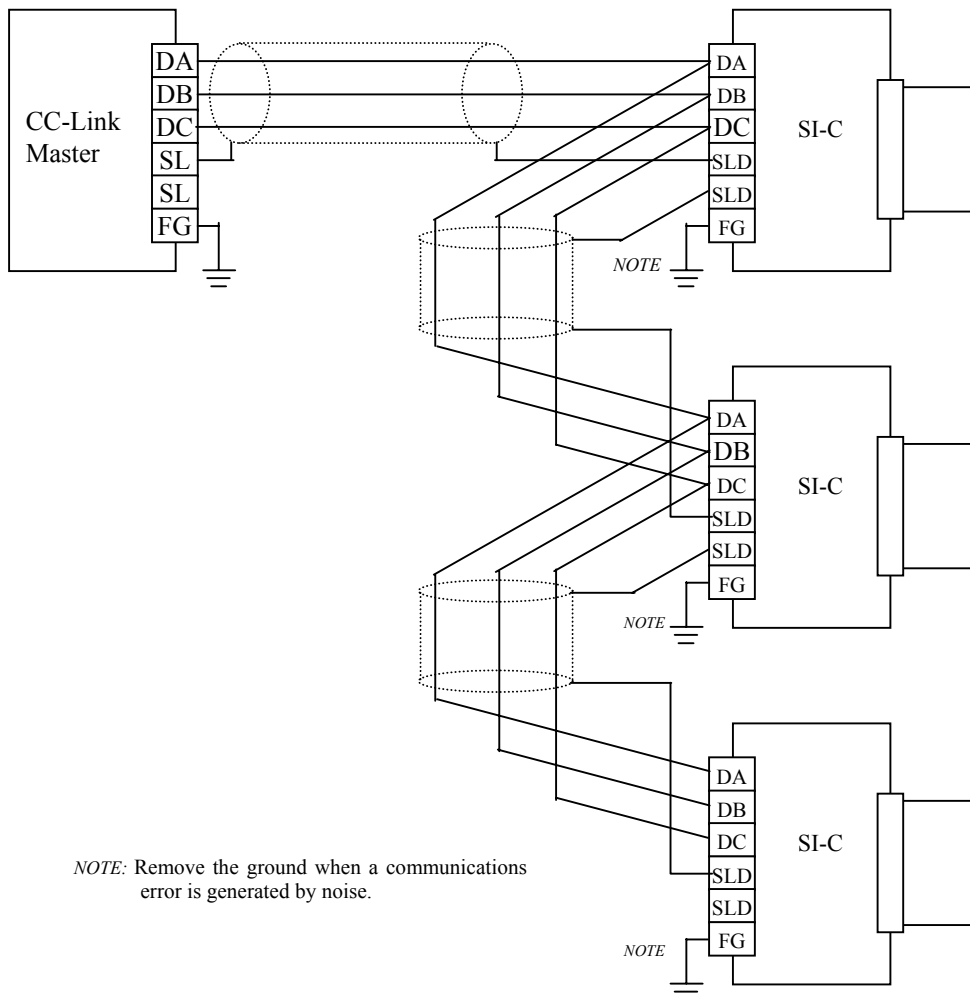 CC-Link
Master
DA
DB
DC
SL
SL
FG
DA
DB
DC
SLD
SLD
FG
SI-C
NOTE
DA
DB
DC
SLD
SLD
FG
SI-C
NOTE
DA
DB
DC
SLD
SLD
FG
SI-C
NOTE
NOTE: Remove the ground when a communications
error is generated by noise.